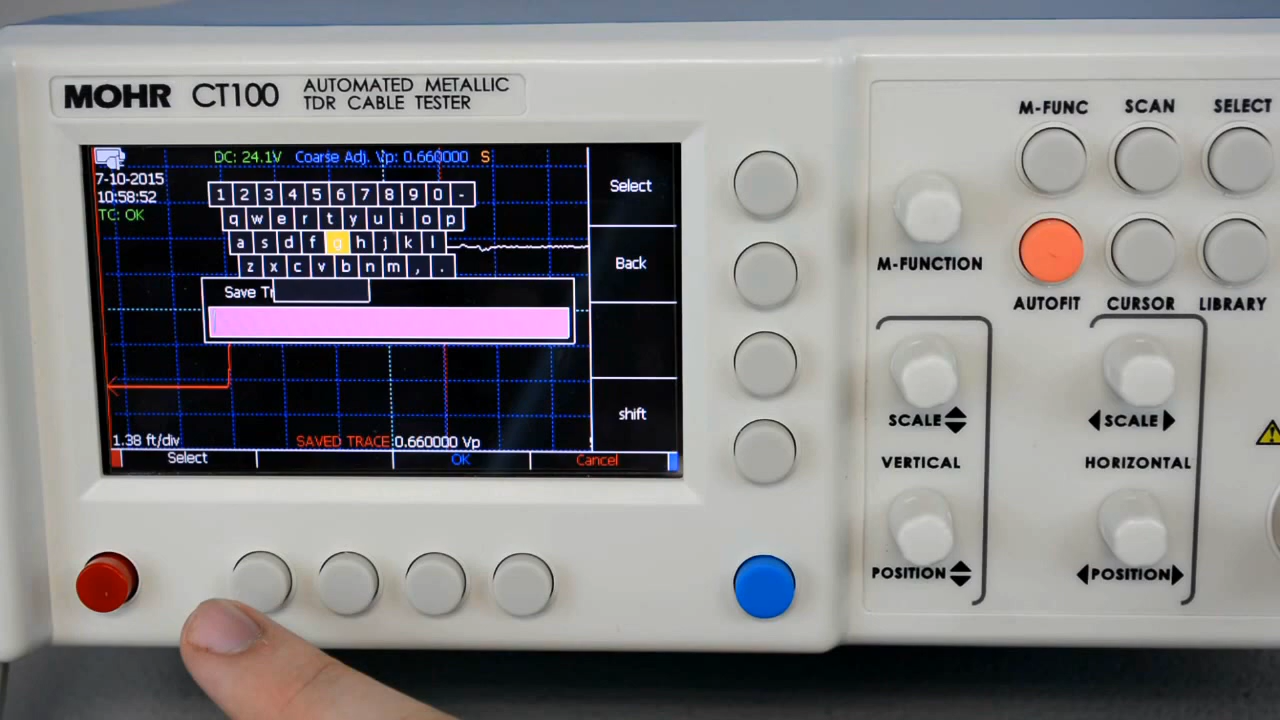 MOHR CT100 AUTOMATED METALLIC
TDR CABLE TESTER
DC: 24.1V Coarse Adj. Vp: 0.660000 S
7-10-2015
10:58:52
TC: OK
1 2 3 4 5 6 7 8 9 0 -
q w e r t y u i o p
a s d f g h j k l
z x c v b n m , .
Save Tr
1.38 ft/div SAVED TRACE 0.660000 Vp
Select OK Cancel
Select
Back
shift
M-FUNC SCAN SELECT
M-FUNCTION
AUTOFIT CURSOR LIBRARY
SCALE SCALE
VERTICAL HORIZONTAL
POSITION POSITION